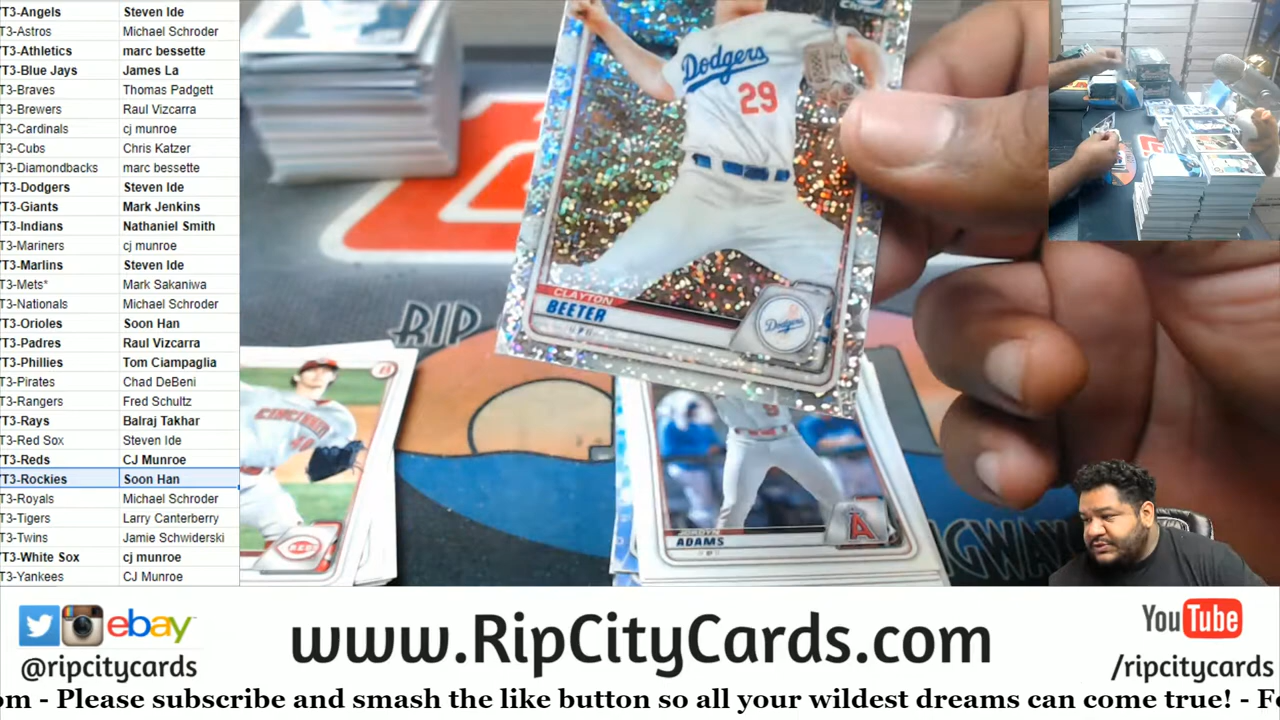 T3-Angels Steven Ide
T3-Astros Michael Schroder
T3-Athletics marc bessette
T3-Blue Jays James La
T3-Braves Thomas Padgett
T3-Brewers Raul Vizcarra
T3-Cardinals cj munroe
T3-Cubs Chris Katzer
T3-Diamondbacks marc bessette
T3-Dodgers Steven Ide
T3-Giants Mark Jenkins
T3-Indians Nathaniel Smith
T3-Mariners cj munroe
T3-Marlins Steven Ide
T3-Mets* Mark Sakaniwa
T3-Nationals Michael Schroder
T3-Orioles Soon Han
T3-Padres Raul Vizcarra
T3-Phillies Tom Ciampaglia
T3-Pirates Chad DeBeni
T3-Rangers Fred Schultz
T3-Rays Balraj Takhar
T3-Red Sox Steven Ide
T3-Reds CJ Munroe
T3-Rockies Soon Han
T3-Royals Michael Schroder
T3-Tigers Larry Canterberry
T3-Twins Jamie Schwiderski
T3-White Sox cj munroe
T3-Yankees CJ Munroe
Dodgers
29
CLAYTON
BEETER
Dodgers
RIP
CINCINNATI
REDS
JORDYN
ADAMS
A
NGWAY
ebay
@ripcitycards
www.RipCityCards.com
YouTube
/ripcitycards
om - Please subscribe and smash the like button so all your wildest dreams can come true! - Fo